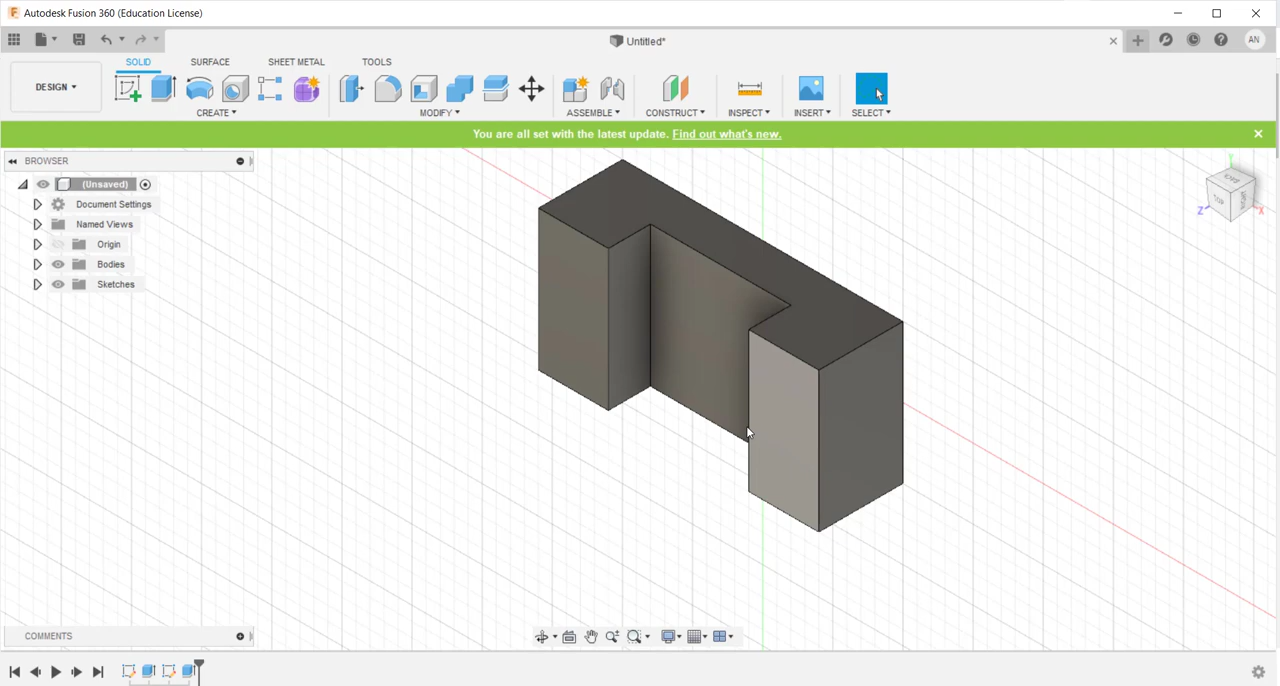 Autodesk Fusion 360 (Education License)
Untitled*
AN
DESIGN
SOLID
SURFACE
SHEET METAL
TOOLS
CREATE
MODIFY
ASSEMBLE
CONSTRUCT
INSPECT
INSERT
SELECT
You are all set with the latest update. Find out what's new.
BROWSER
(Unsaved)
Document Settings
Named Views
Origin
Bodies
Sketches
Y
TOP
Z
X
COMMENTS